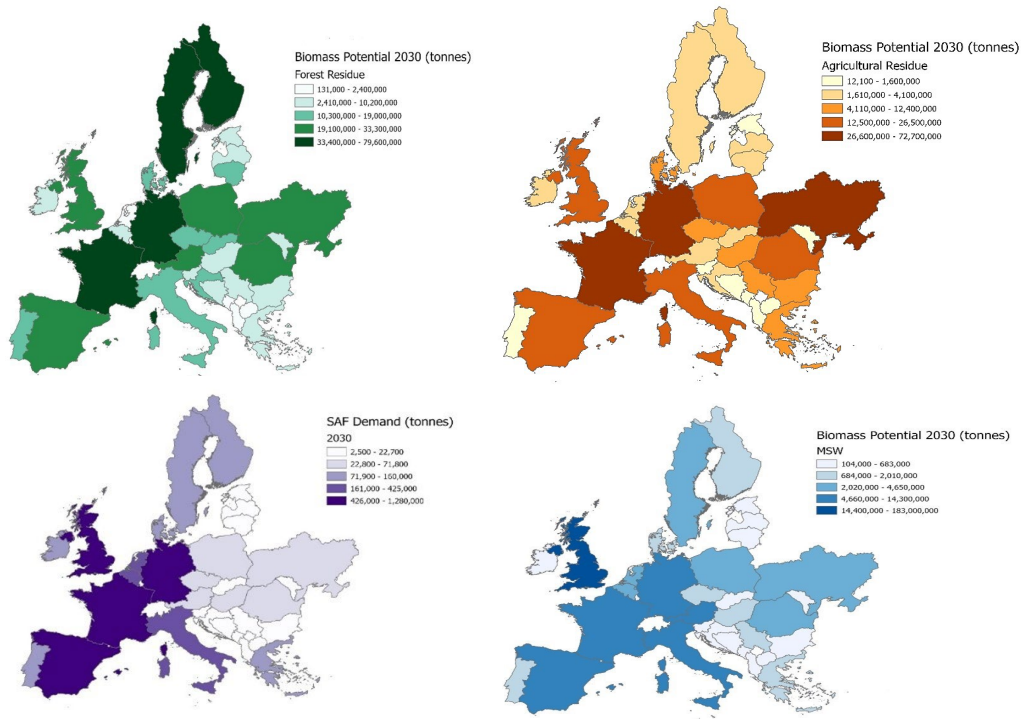 Biomass Potential 2030 (tonnes)
Forest Residue
131,000 - 2,400,000
2,410,000 - 10,200,000
10,300,000 - 19,000,000
19,100,000 - 33,300,000
33,400,000 - 79,600,000
Biomass Potential 2030 (tonnes)
Agricultural Residue
12,100 - 1,600,000
1,610,000 - 4,100,000
4,110,000 - 12,400,000
12,500,000 - 26,500,000
26,600,000 - 72,700,000
SAF Demand (tonnes)
2030
2,500 - 22,700
22,800 - 71,800
71,900 - 160,000
161,000 - 425,000
426,000 - 1,280,000
Biomass Potential 2030 (tonnes)
MSW
104,000 - 683,000
684,000 - 2,010,000
2,020,000 - 4,650,000
4,660,000 - 14,300,000
14,400,000 - 183,000,000